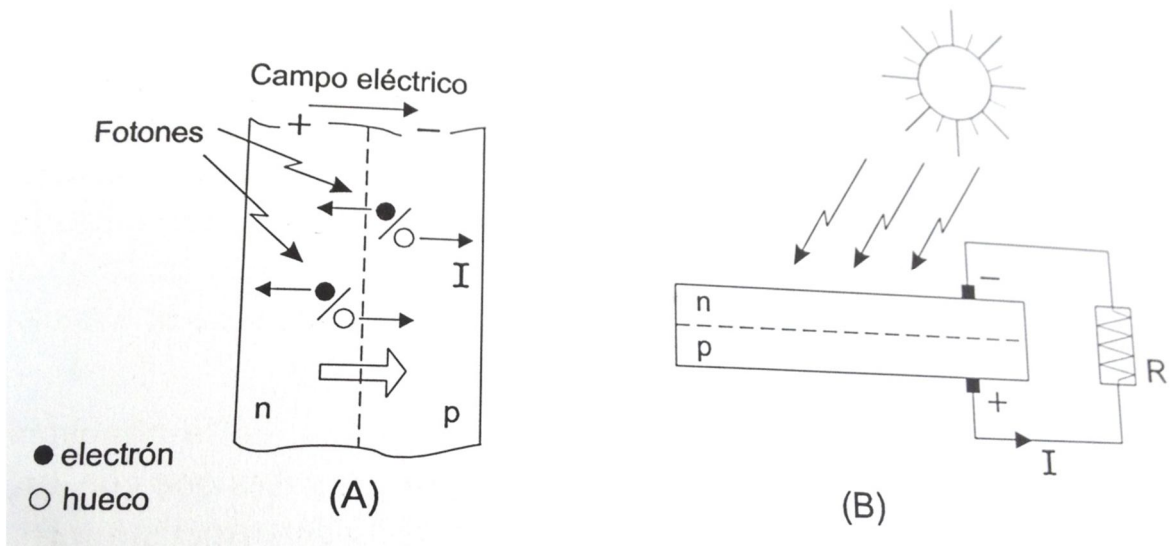 Campo eléctrico
+ −
Fotones
I
n p
● electrón
○ hueco
(A)
n
p
−
+
R
I
(B)